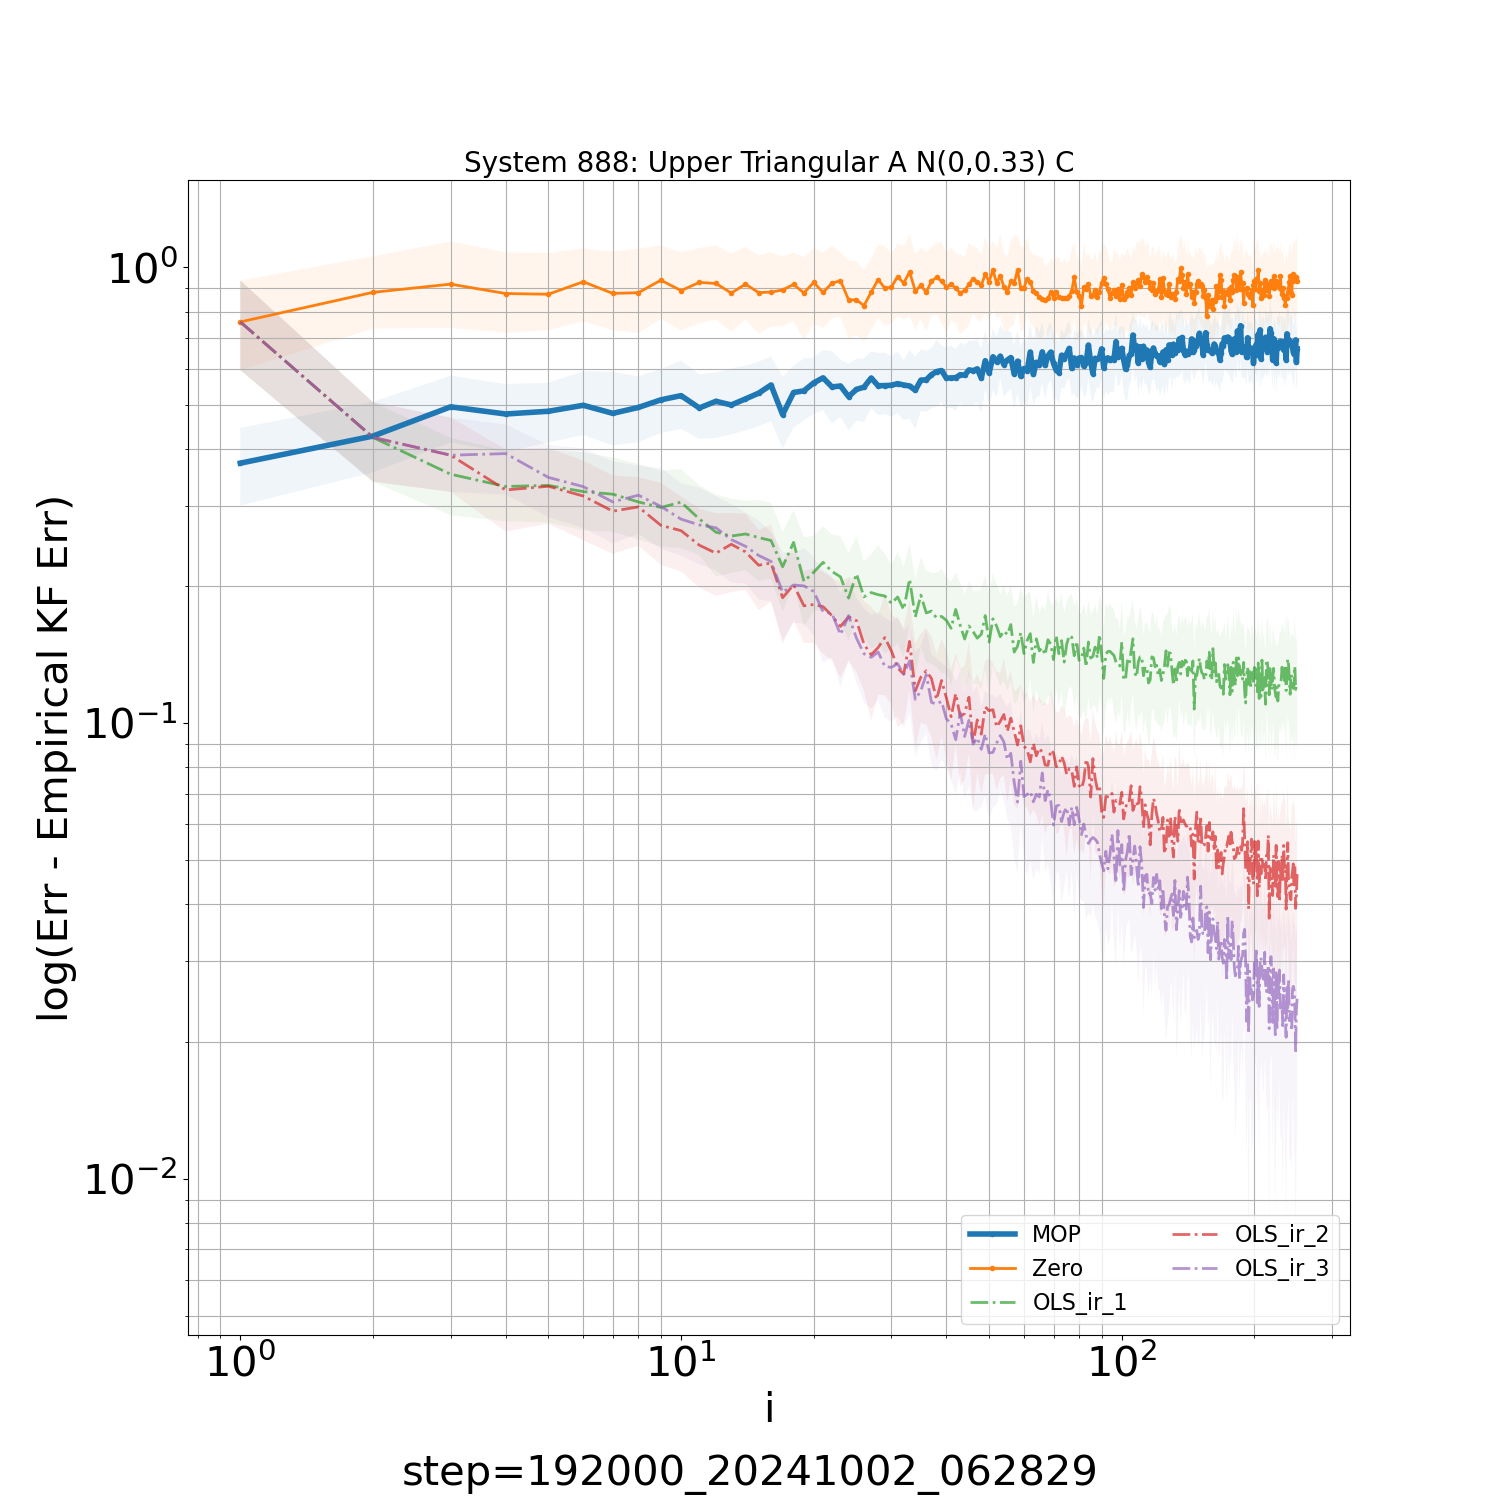 System 888: Upper Triangular A N(0,0.33) C
log(Err - Empirical KF Err)
10⁰
10⁻¹
10⁻²
MOP
Zero
OLS_ir_1
OLS_ir_2
OLS_ir_3
10⁰ 10¹ 10²
i
step=192000_20241002_062829